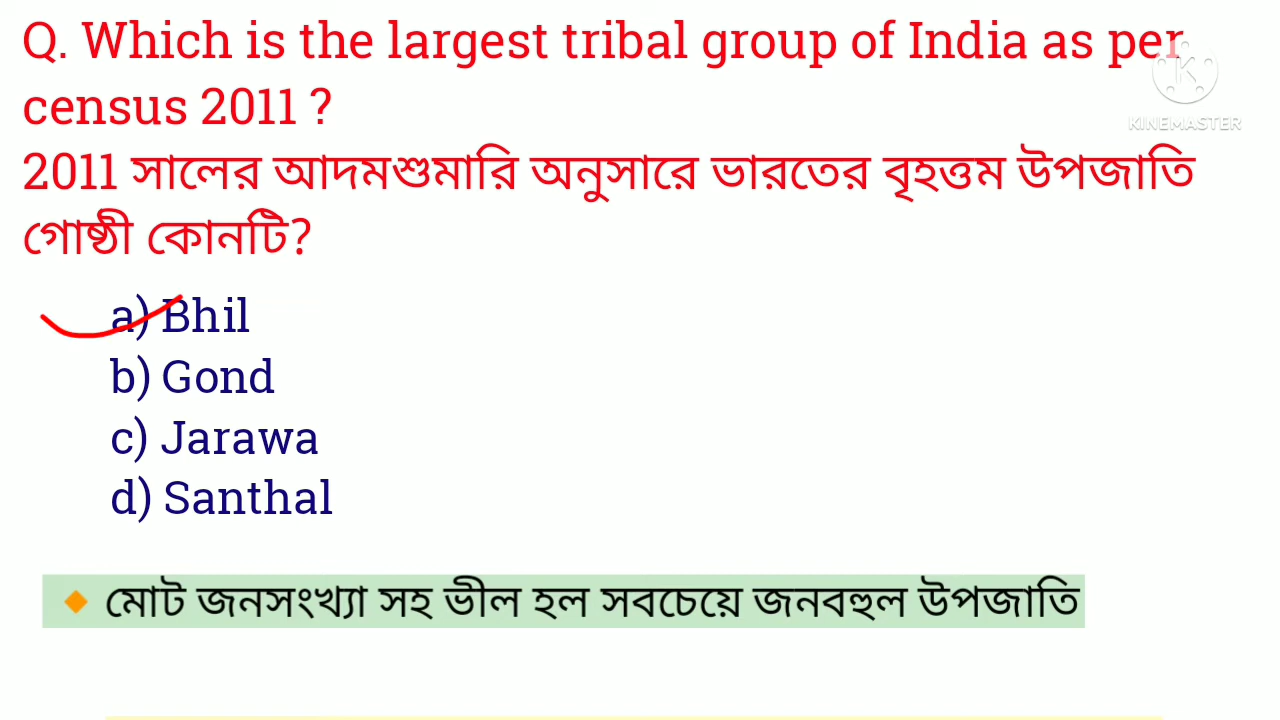 Q. Which is the largest tribal group of India as per
census 2011 ?
2011 সালের আদমশুমারি অনুসারে ভারতের বৃহত্তম উপজাতি
গোষ্ঠী কোনটি?
a) Bhil
b) Gond
c) Jarawa
d) Santhal
🔸 মোট জনসংখ্যা সহ ভীল হল সবচেয়ে জনবহুল উপজাতি
K
KINEMASTER